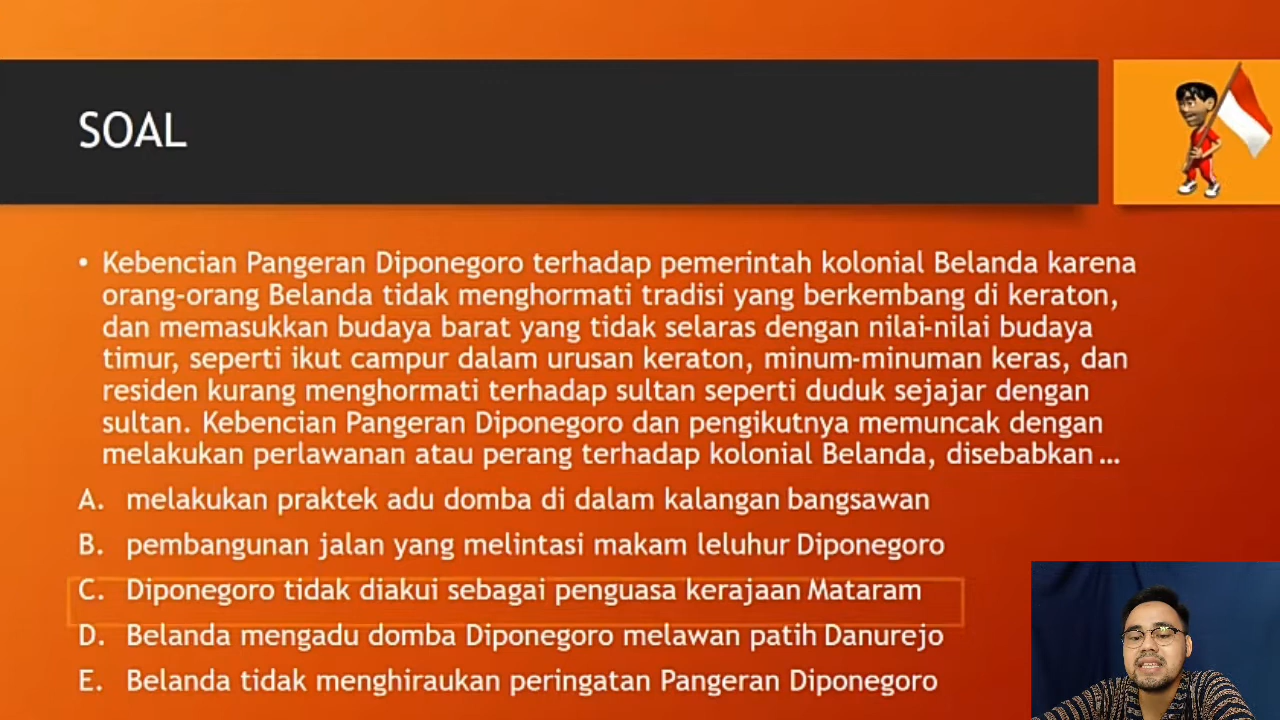 SOAL
• Kebencian Pangeran Diponegoro terhadap pemerintah kolonial Belanda karena
orang-orang Belanda tidak menghormati tradisi yang berkembang di keraton,
dan memasukkan budaya barat yang tidak selaras dengan nilai-nilai budaya
timur, seperti ikut campur dalam urusan keraton, minum-minuman keras, dan
residen kurang menghormati terhadap sultan seperti duduk sejajar dengan
sultan. Kebencian Pangeran Diponegoro dan pengikutnya memuncak dengan
melakukan perlawanan atau perang terhadap kolonial Belanda, disebabkan ...
A. melakukan praktek adu domba di dalam kalangan bangsawan
B. pembangunan jalan yang melintasi makam leluhur Diponegoro
C. Diponegoro tidak diakui sebagai penguasa kerajaan Mataram
D. Belanda mengadu domba Diponegoro melawan patih Danurejo
E. Belanda tidak menghiraukan peringatan Pangeran Diponegoro